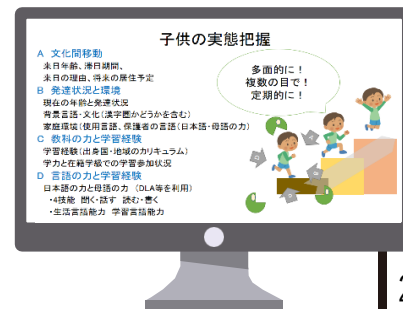 子供の実態把握
A 文化間移動
来日年齢、滞日期間、
来日の理由、将来の居住予定
B 発達状況と環境
現在の年齢と発達状況
背景言語・文化（漢字圏かどうかを含む）
家庭環境（使用言語、保護者の言語（日本語・母語の力）
C 教科の力と学習経験
学習経験（出身国・地域のカリキュラム）
学力と在籍学級での学習参加状況
D 言語の力と学習経験
日本語の力と母語の力 （DLA等を利用）
・4技能 聞く・話す 読む・書く
・生活言語能力 学習言語能力
多面的に！
複数の目で！
定期的に！